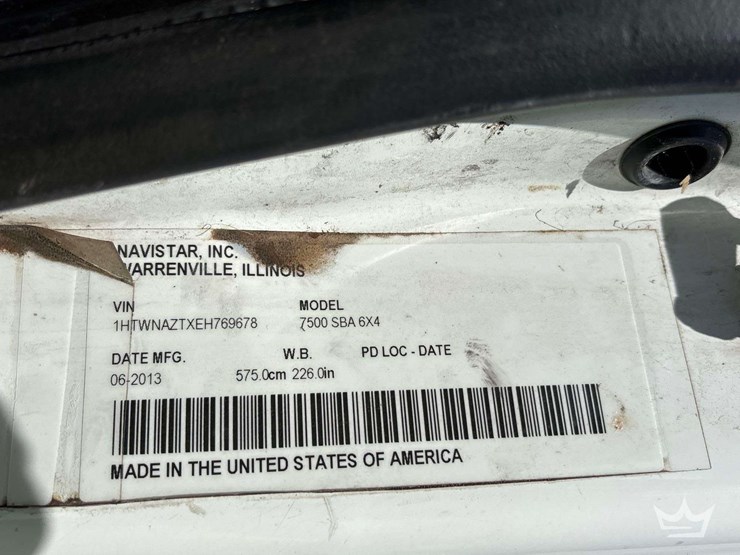 NAVISTAR, INC.
WARRENVILLE, ILLINOIS
VIN MODEL
1HTWNAZTXEH769678 7500 SBA 6X4
DATE MFG. W.B. PD LOC - DATE
06-2013 575.0cm 226.0in
MADE IN THE UNITED STATES OF AMERICA